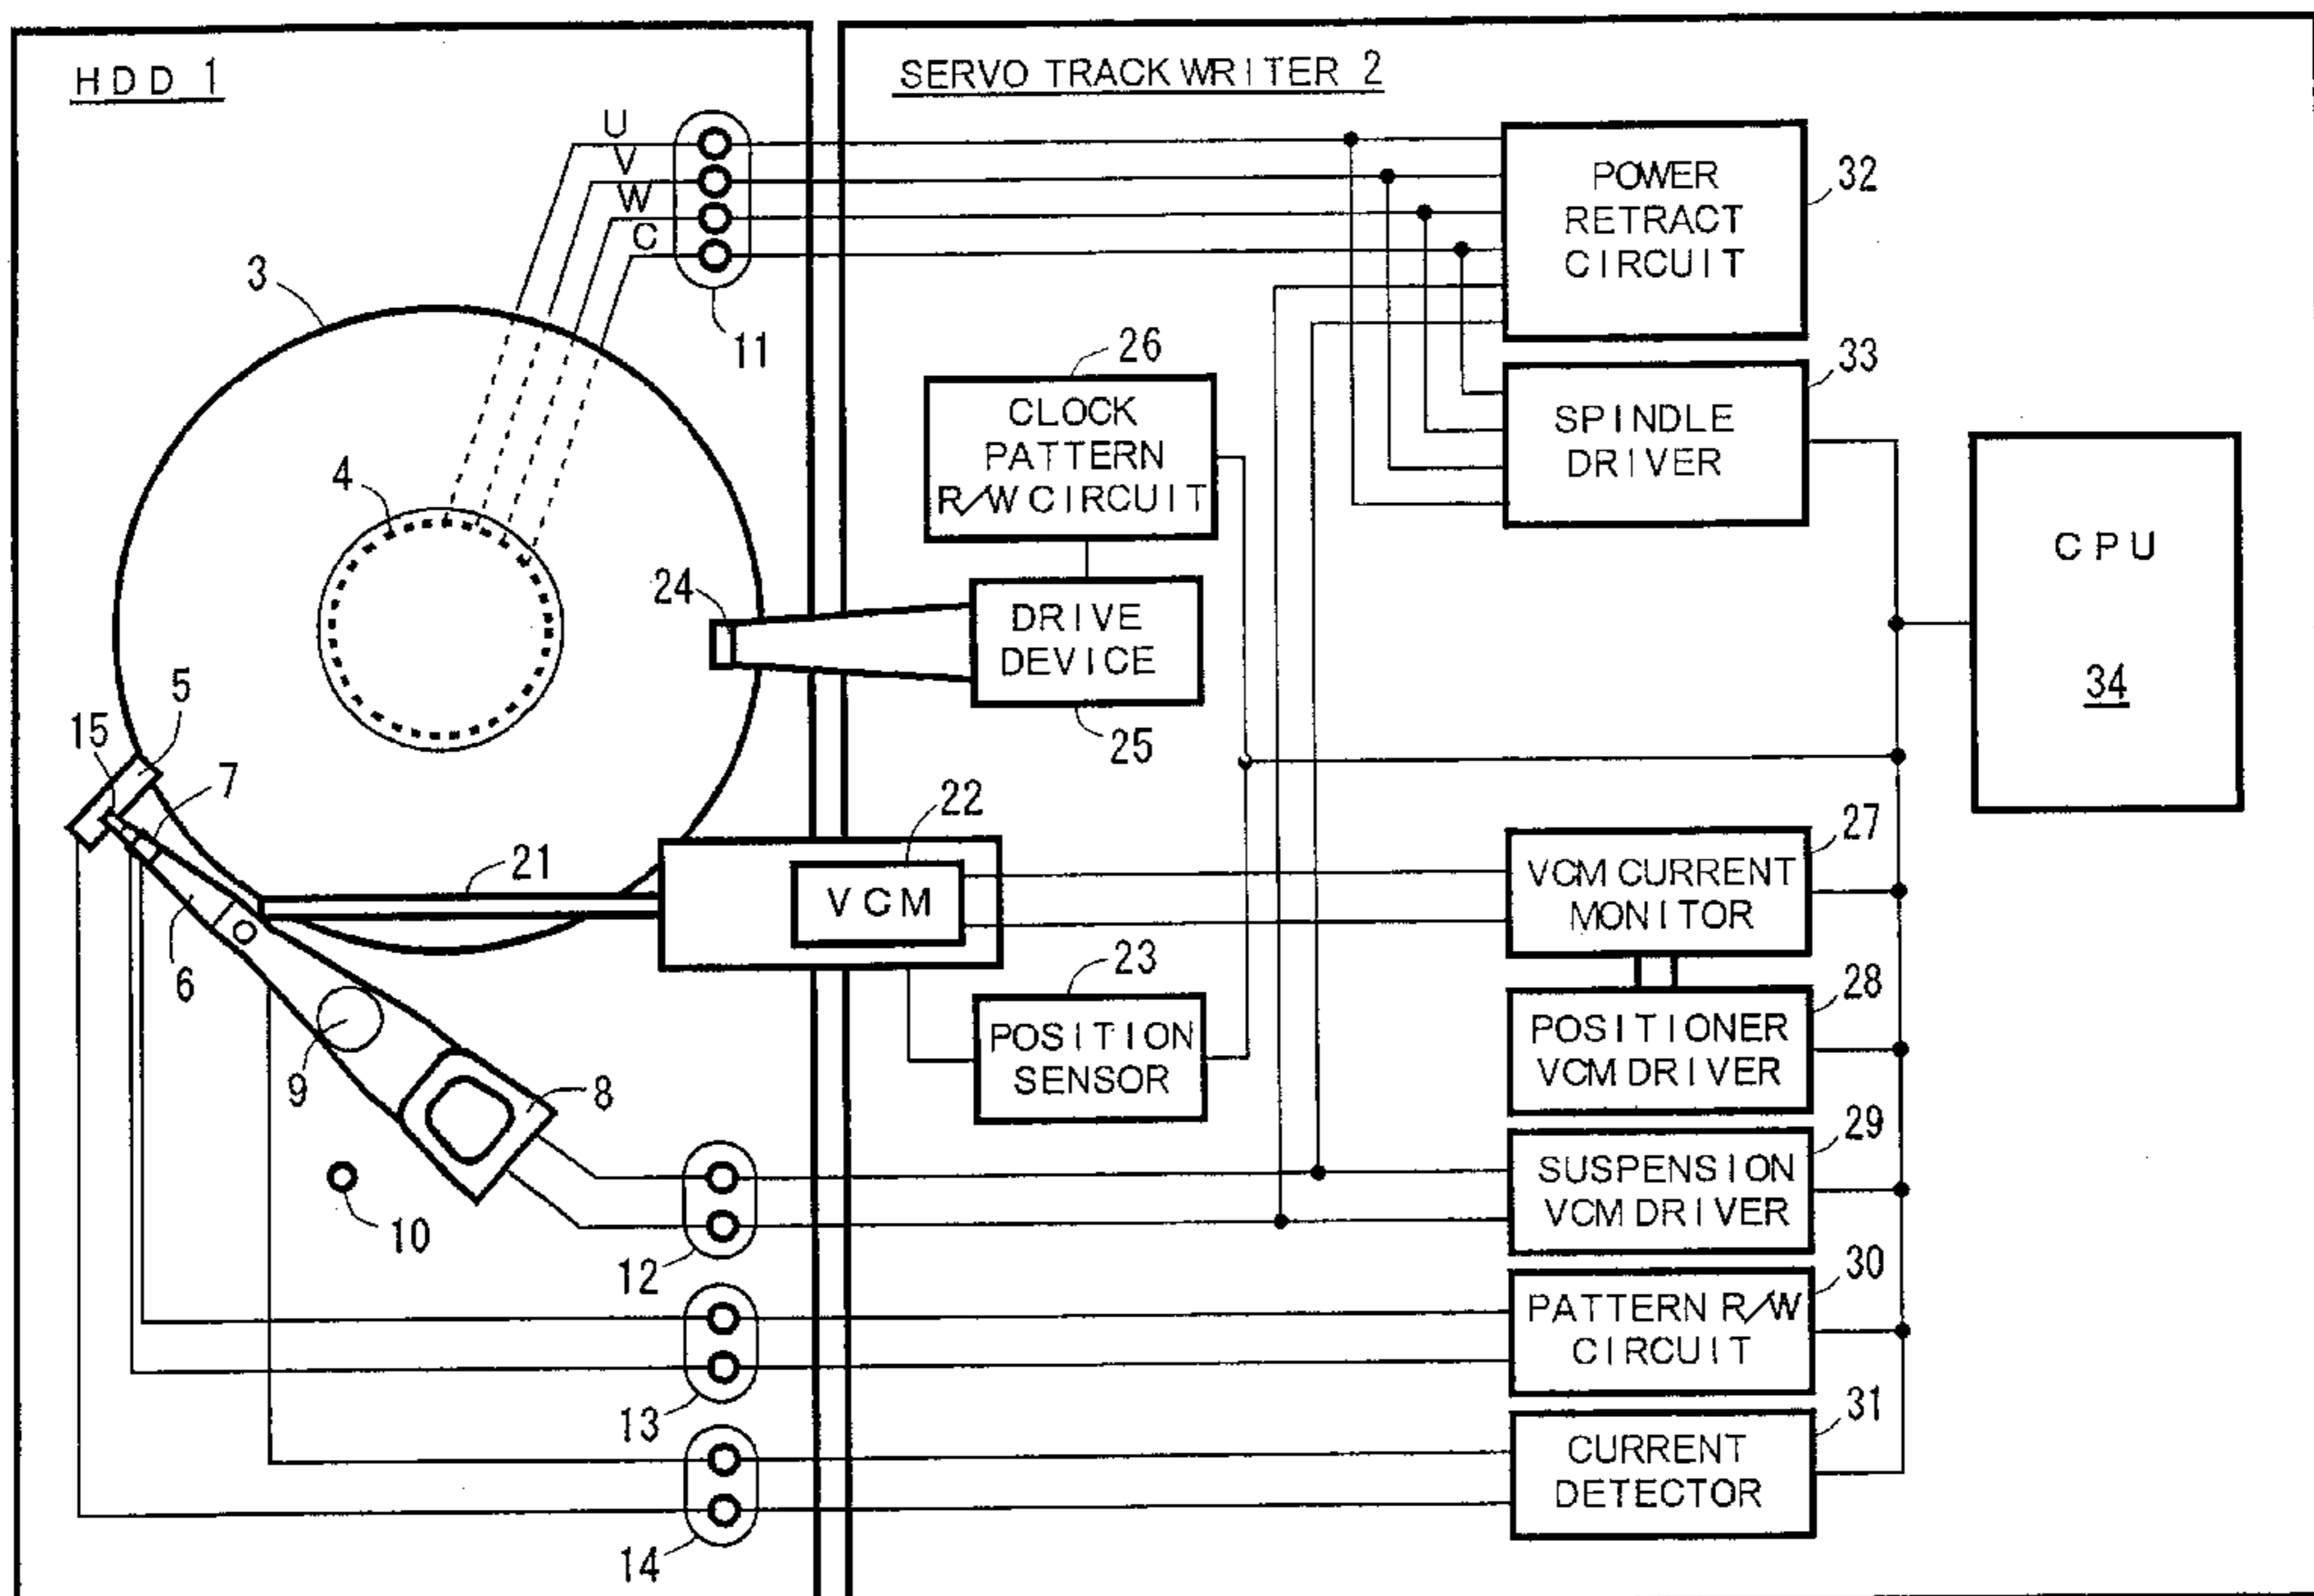 HDD 1
SERVO TRACK WRITER 2
U
V
W
C
11
3
4
POWER
RETRACT
CIRCUIT
32
26
CLOCK
PATTERN
R/W CIRCUIT
33
SPINDLE
DRIVER
CPU
34
24
DRIVE
DEVICE
25
5
15
7
22
VCM
21
27
VCM CURRENT
MONITOR
6
23
POSITION
SENSOR
28
POSITIONER
VCM DRIVER
9
8
29
SUSPENSION
VCM DRIVER
10
12
30
PATTERN R/W
CIRCUIT
13
31
CURRENT
DETECTOR
14